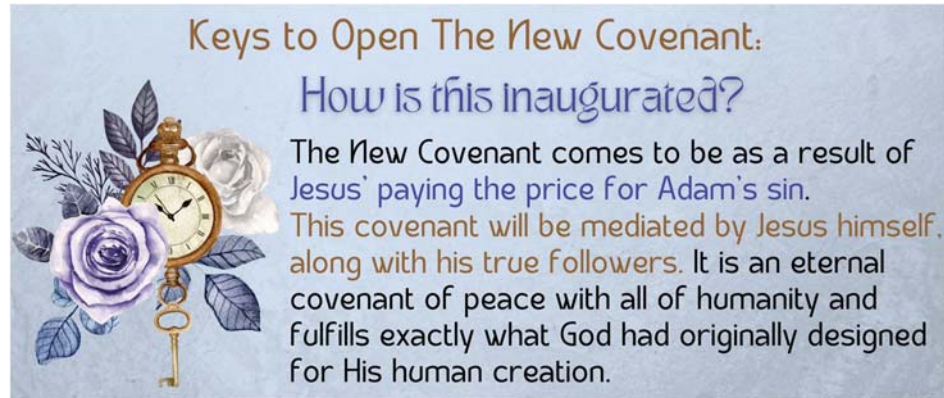 Keys to Open The New Covenant:
How is this inaugurated?
The New Covenant comes to be as a result of
Jesus' paying the price for Adam's sin.
This covenant will be mediated by Jesus himself,
along with his true followers. It is an eternal
covenant of peace with all of humanity and
fulfills exactly what God had originally designed
for His human creation.